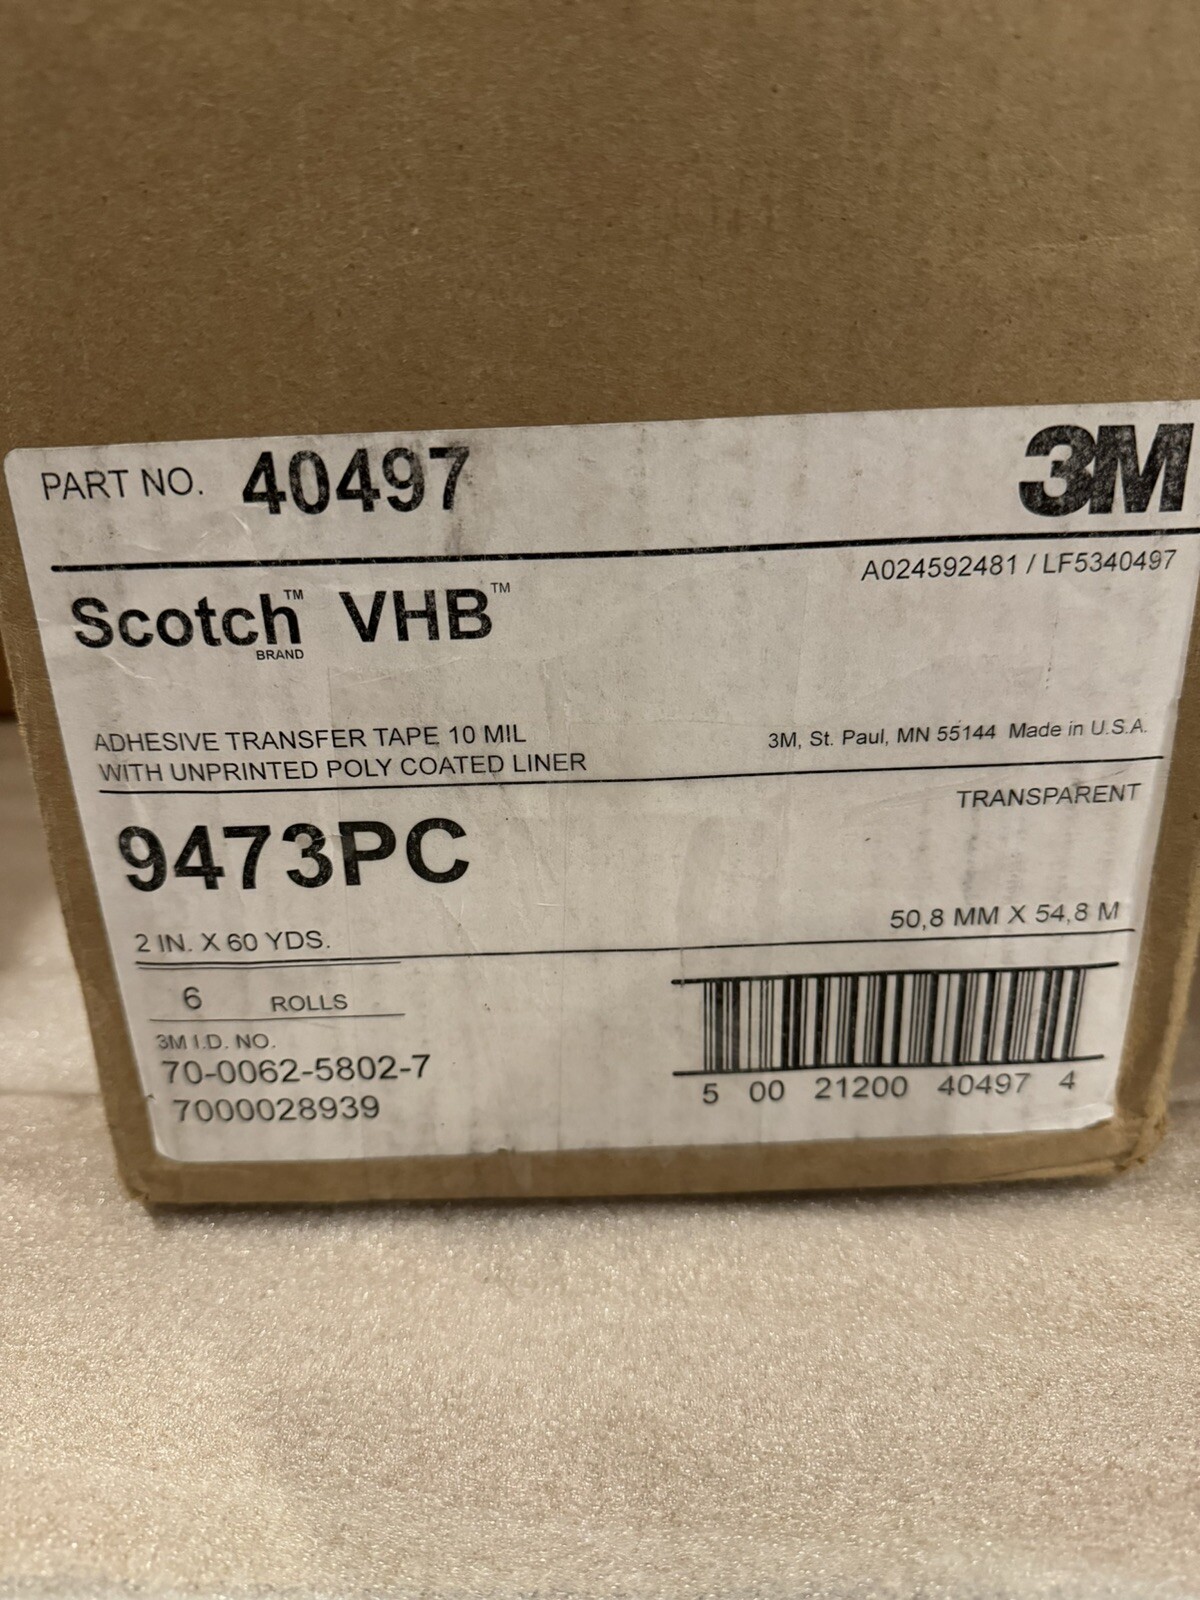 PART NO. 40497
3M
A024592481 / LF5340497
Scotch™ VHB™
BRAND
ADHESIVE TRANSFER TAPE 10 MIL
WITH UNPRINTED POLY COATED LINER
3M, St. Paul, MN 55144 Made in U.S.A.
TRANSPARENT
9473PC
2 IN. X 60 YDS.
50,8 MM X 54,8 M
6 ROLLS
3M I.D. NO.
70-0062-5802-7
7000028939
5 00 21200 40497 4